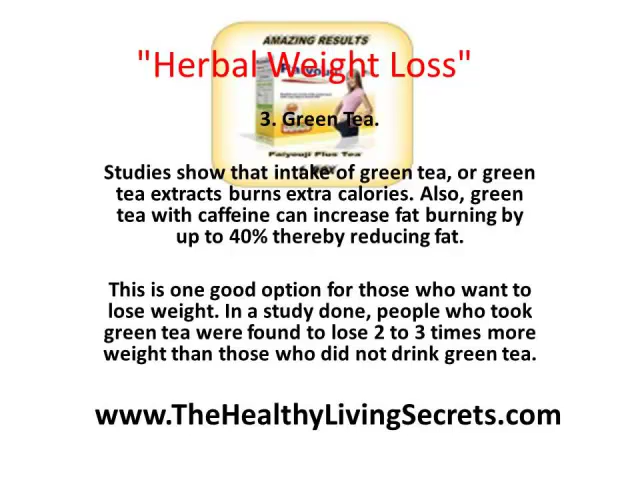 AMAZING RESULTS
"Herbal Weight Loss"
3. Green Tea.
Paiyouji Plus Tea
Studies show that intake of green tea, or green
tea extracts burns extra calories. Also, green
tea with caffeine can increase fat burning by
up to 40% thereby reducing fat.
This is one good option for those who want to
lose weight. In a study done, people who took
green tea were found to lose 2 to 3 times more
weight than those who did not drink green tea.
www.TheHealthyLivingSecrets.com